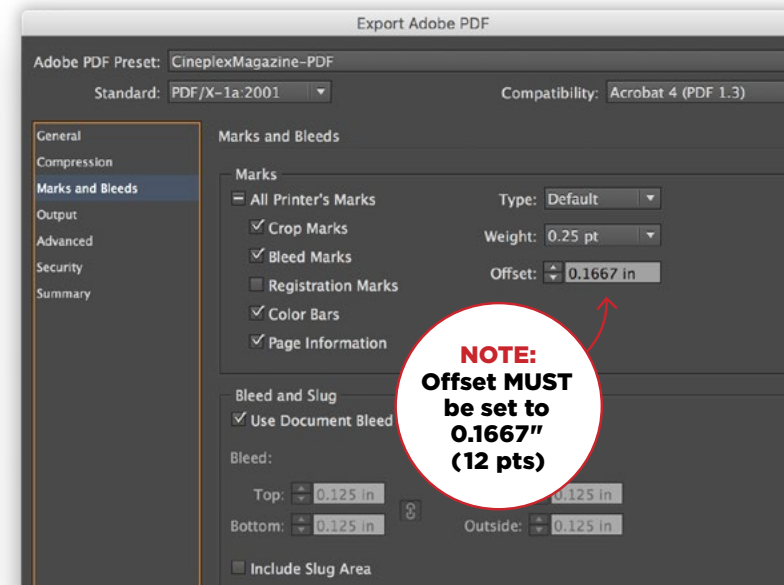 Export Adobe PDF
Adobe PDF Preset: CineplexMagazine-PDF
Standard: PDF/X-1a:2001
Compatibility: Acrobat 4 (PDF 1.3)
General
Compression
Marks and Bleeds
Output
Advanced
Security
Summary
Marks and Bleeds
Marks
All Printer's Marks
Crop Marks
Bleed Marks
Registration Marks
Color Bars
Page Information
Type: Default
Weight: 0.25 pt
Offset: 0.1667 in
NOTE:
Offset MUST
be set to
0.1667"
(12 pts)
Bleed and Slug
Use Document Bleed
Bleed:
Top: 0.125 in
Bottom: 0.125 in
0.125 in
Outside: 0.125 in
Include Slug Area